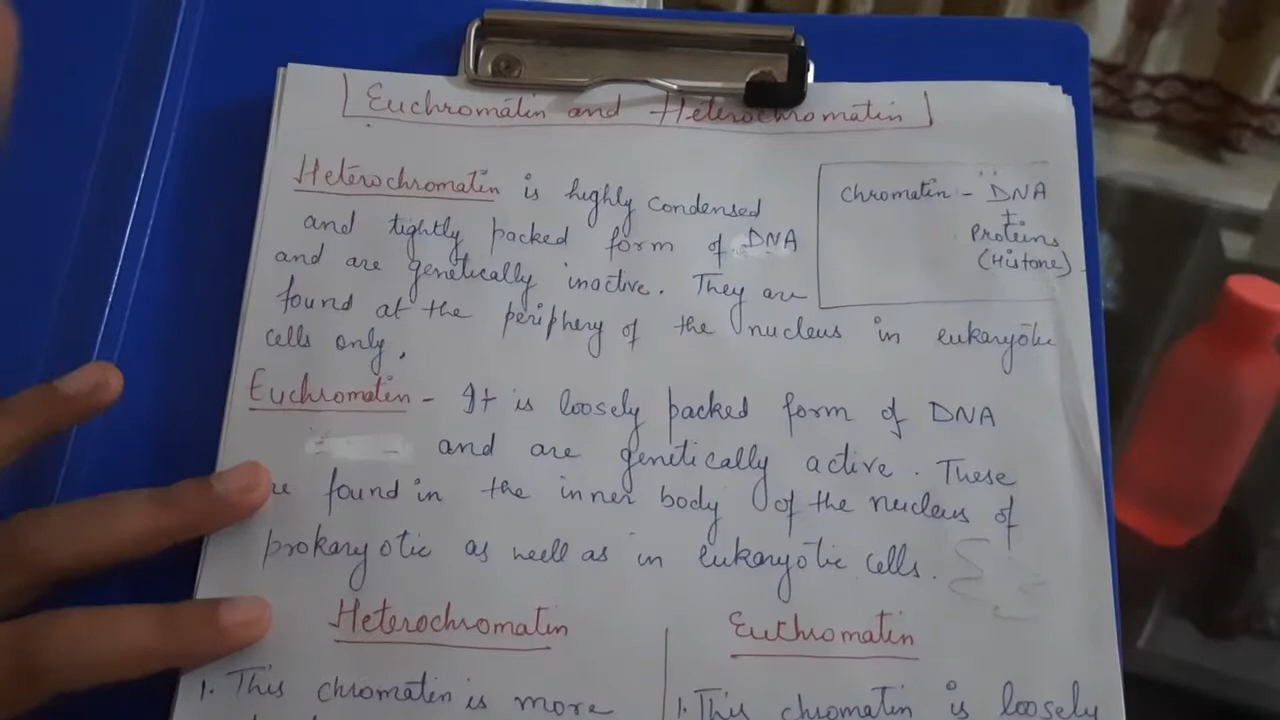 Euchromatin and Heterochromatin
Heterochromatin is highly condensed
and tightly packed form of DNA
and are genetically inactive. They are
found at the periphery of the nucleus in eukaryotic
cells only.
chromatin - DNA
+
Proteins
(Histone)
Euchromatin - It is loosely packed form of DNA
and are genetically active. These
found in the inner body of the nucleus of
prokaryotic as well as in eukaryotic cells.
Heterochromatin
Euchromatin
1. This chromatin is more
1. This chromatin is loosely